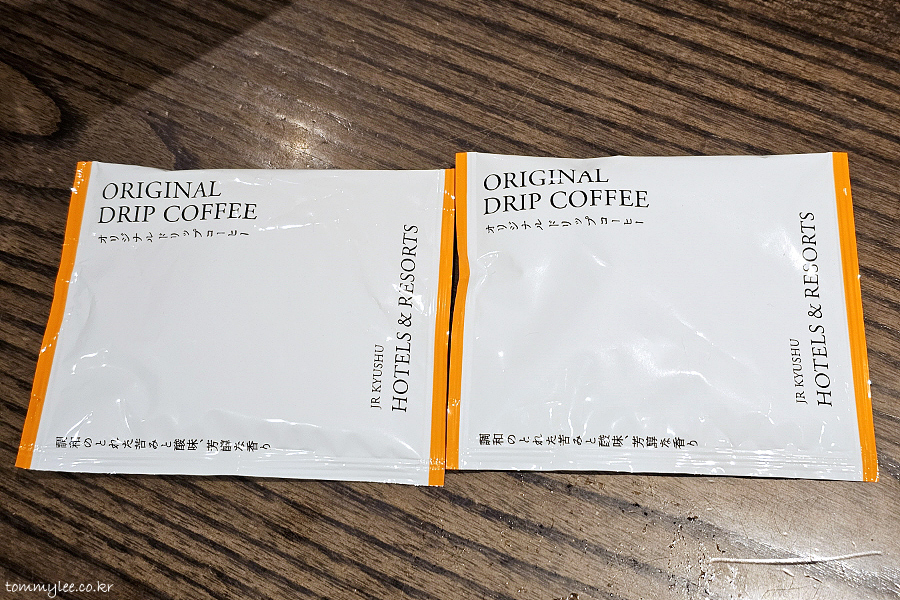 ORIGINAL
DRIP COFFEE
オリジナルドリップコーヒー
JR KYUSHU
HOTELS & RESORTS
調和のとれた苦みと酸味、芳醇な香り
ORIGINAL
DRIP COFFEE
オリジナルドリップコーヒー
JR KYUSHU
HOTELS & RESORTS
調和のとれた苦みと酸味、芳醇な香り
tommylee.co.kr